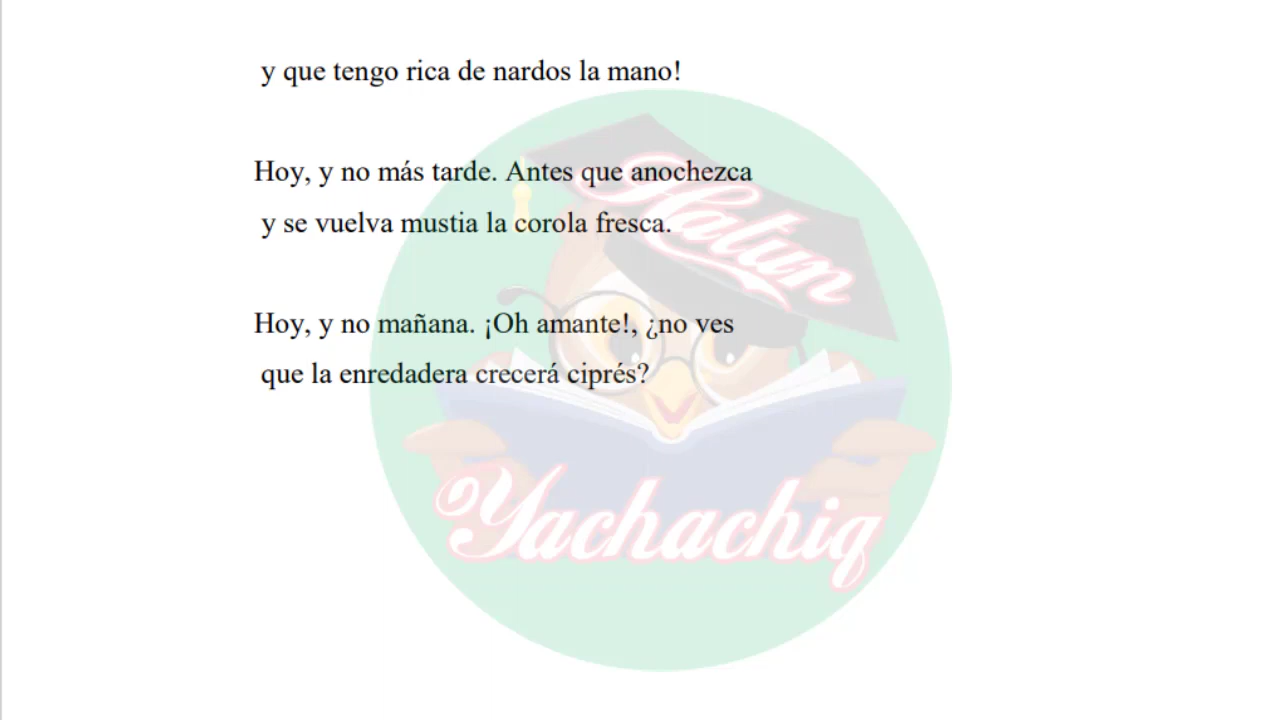 y que tengo rica de nardos la mano!
Hoy, y no más tarde. Antes que anochezca
y se vuelva mustia la corola fresca.
Hoy, y no mañana. ¡Oh amante!, ¿no ves
que la enredadera crecerá ciprés?
Hatun
Yachachiq